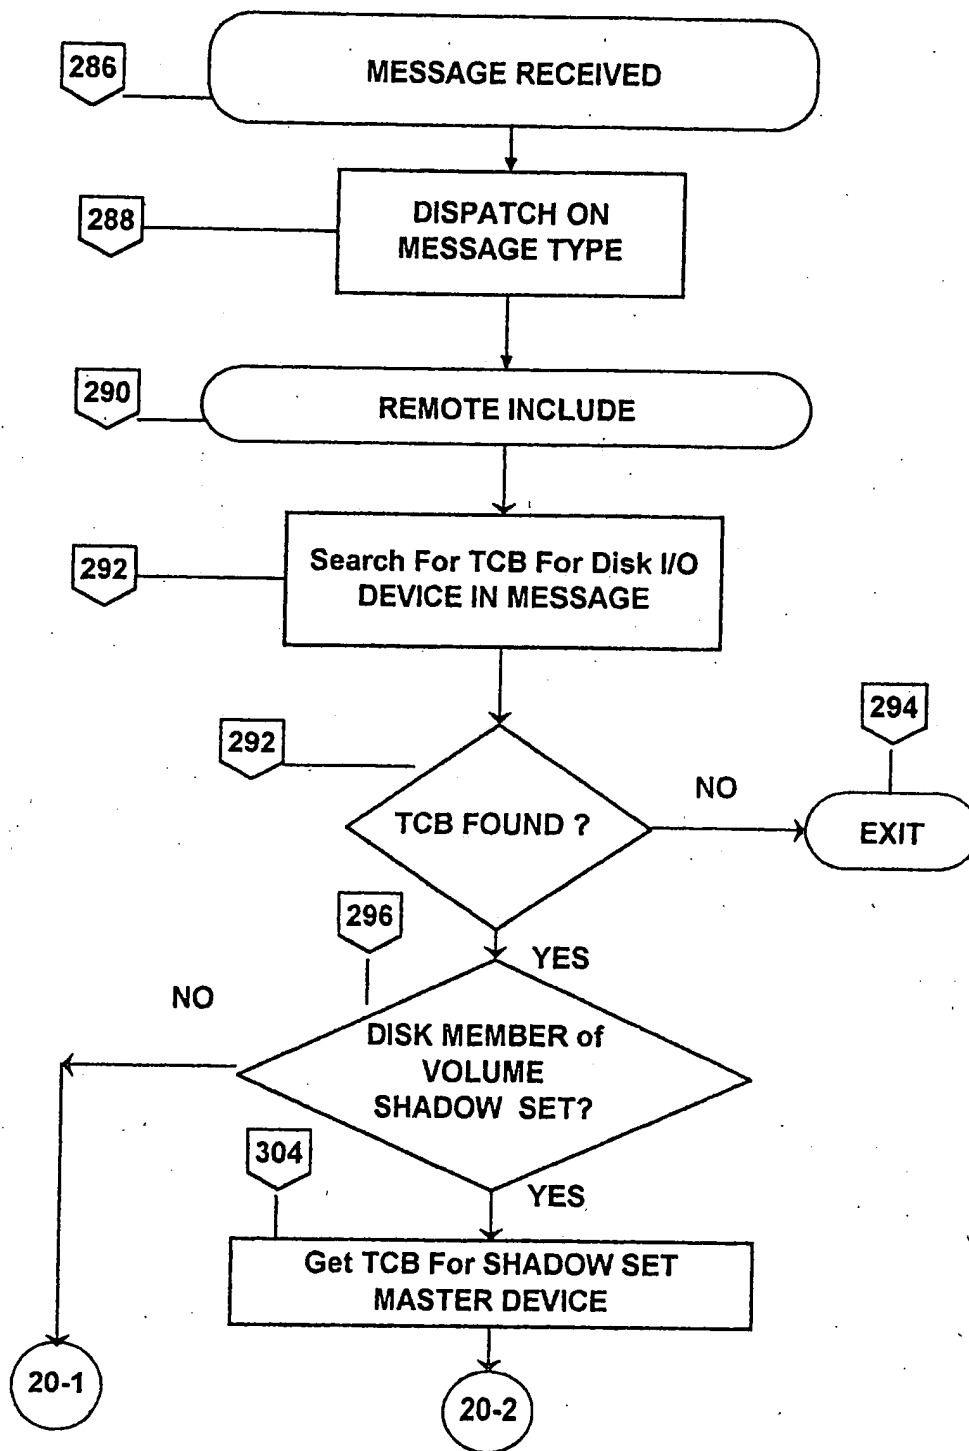 286
MESSAGE RECEIVED
288
DISPATCH ON
MESSAGE TYPE
290
REMOTE INCLUDE
292
Search For TCB For Disk I/O
DEVICE IN MESSAGE
292
294
TCB FOUND ?
NO
EXIT
296
YES
NO
DISK MEMBER of
VOLUME
SHADOW SET?
304
YES
Get TCB For SHADOW SET
MASTER DEVICE
20-1
20-2